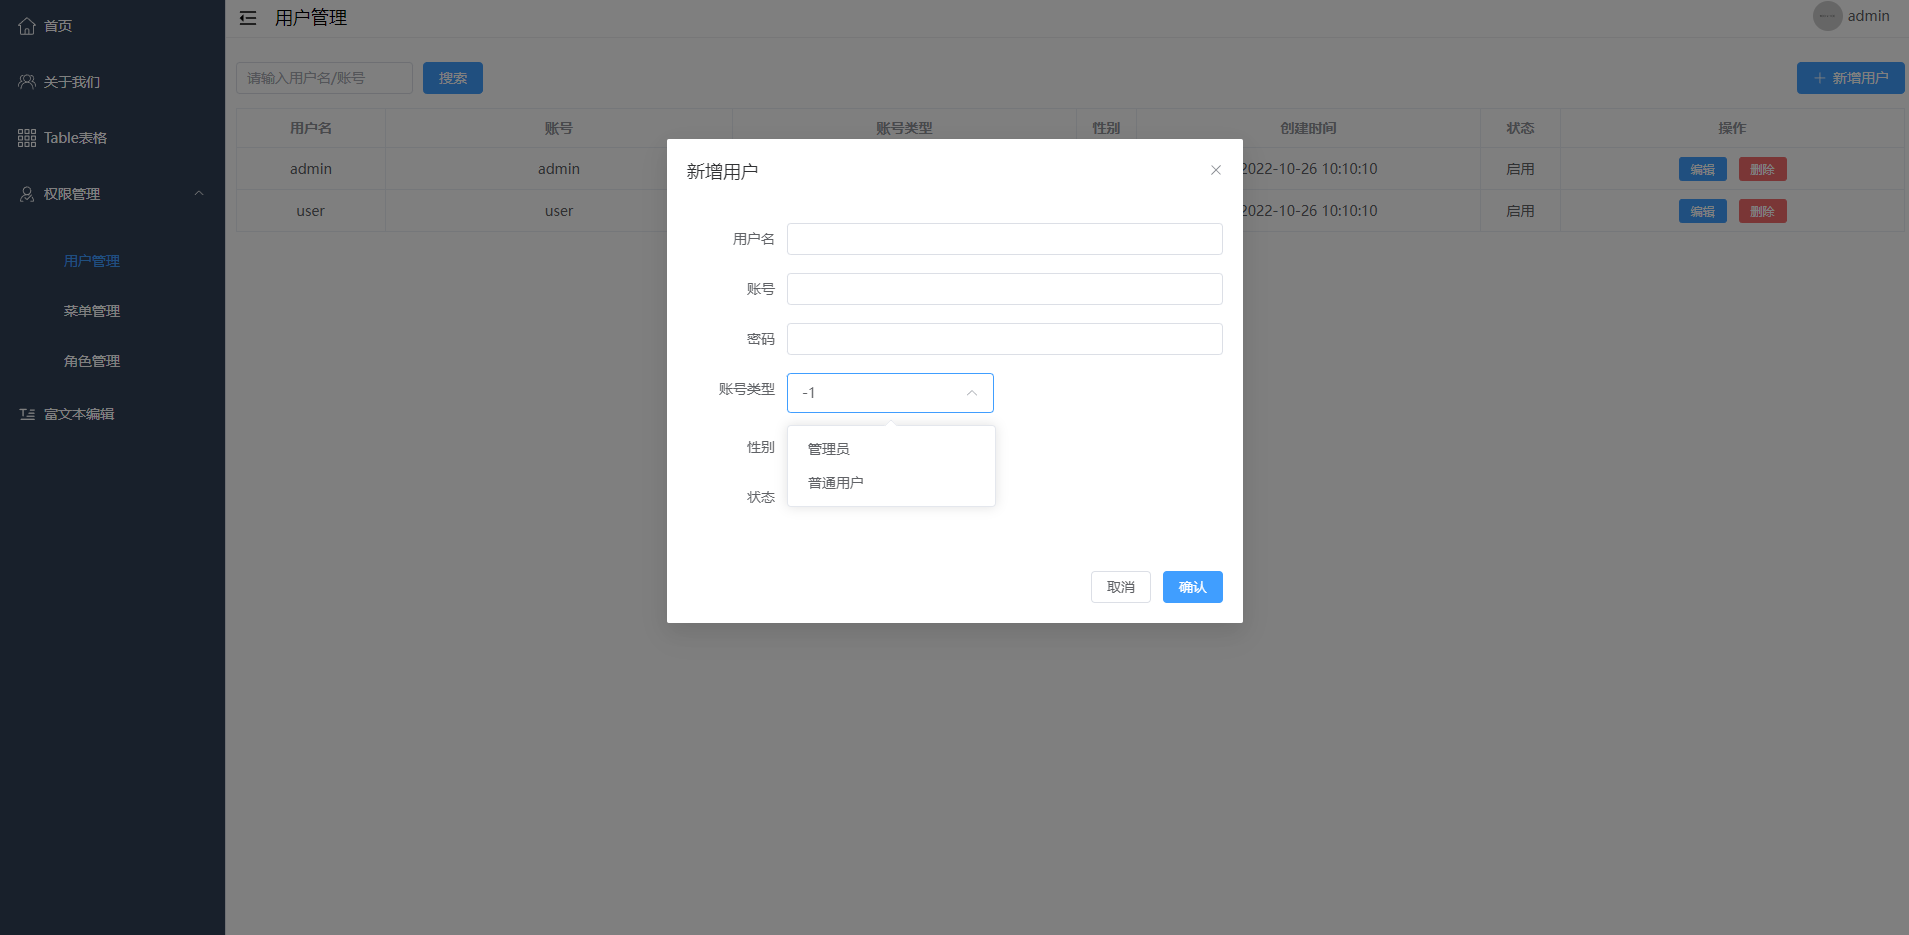 首页
关于我们
Table表格
权限管理
用户管理
菜单管理
角色管理
富文本编辑
用户管理
admin
请输入用户名/账号
搜索
新增用户
用户名 账号 账号类型 性别 创建时间 状态 操作
admin admin 2022-10-26 10:10:10 启用 编辑 删除
user user 2022-10-26 10:10:10 启用 编辑 删除
新增用户
用户名
账号
密码
账号类型 -1
管理员
普通用户
性别
状态
取消 确认